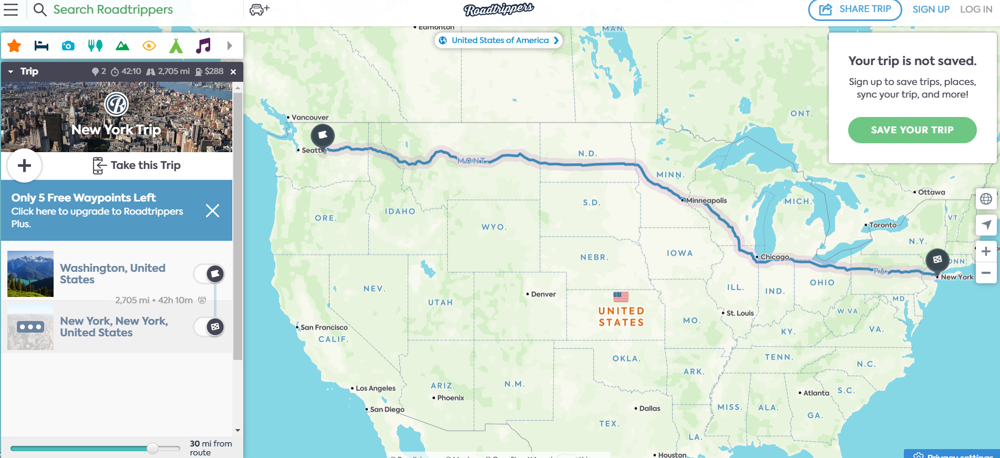 Search Roadtrippers
Roadtrippers
SHARE TRIP
SIGN UP
LOG IN
United States of America
Trip
2
42:10
2,705 mi
$288
New York Trip
Take this Trip
Only 5 Free Waypoints Left
Click here to upgrade to Roadtrippers
Plus.
Washington, United
States
2,705 mi • 42h 10m
New York, New York,
United States
30 mi from
route
Your trip is not saved.
Sign up to save trips, places,
sync your trip, and more!
SAVE YOUR TRIP
Edmonton
MAN.
ONT.
Vancouver
Seattle
MONT.
N.D.
MINN.
Minneapolis
Ottawa
MICH.
S.D.
IDAHO
ORE.
WYO.
VT.
Toronto
N.Y.
IOWA
NEBR.
Chicago
CONN.
PA.
New York
NEV.
UTAH
Denver
ILL.
IND.
OHIO
MD.
UNITED
STATES
W.VA.
St. Louis
MO.
San Francisco
CALIF.
KY.
VA.
OKLA.
TENN.
N.C.
ARK.
Los Angeles
ARIZ.
N.M.
Phoenix
Atlanta
S.C.
San Diego
Dallas
MISS.
ALA.
GA.
TEX.
LA.
Houston
Privacy settings